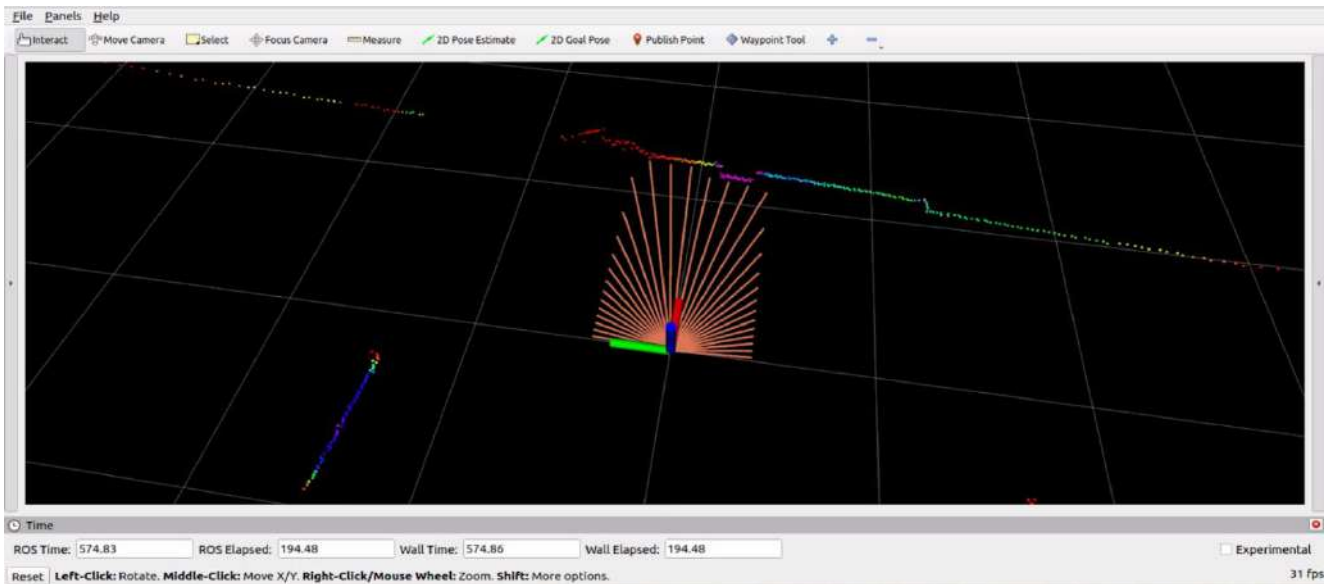 File Panels Help
Interact Move Camera Select Focus Camera Measure 2D Pose Estimate 2D Goal Pose Publish Point Waypoint Tool
Time
ROS Time: 574.83 ROS Elapsed: 194.48 Wall Time: 574.86 Wall Elapsed: 194.48 Experimental
Reset Left-Click: Rotate. Middle-Click: Move X/Y. Right-Click/Mouse Wheel: Zoom. Shift: More options. 31 fps